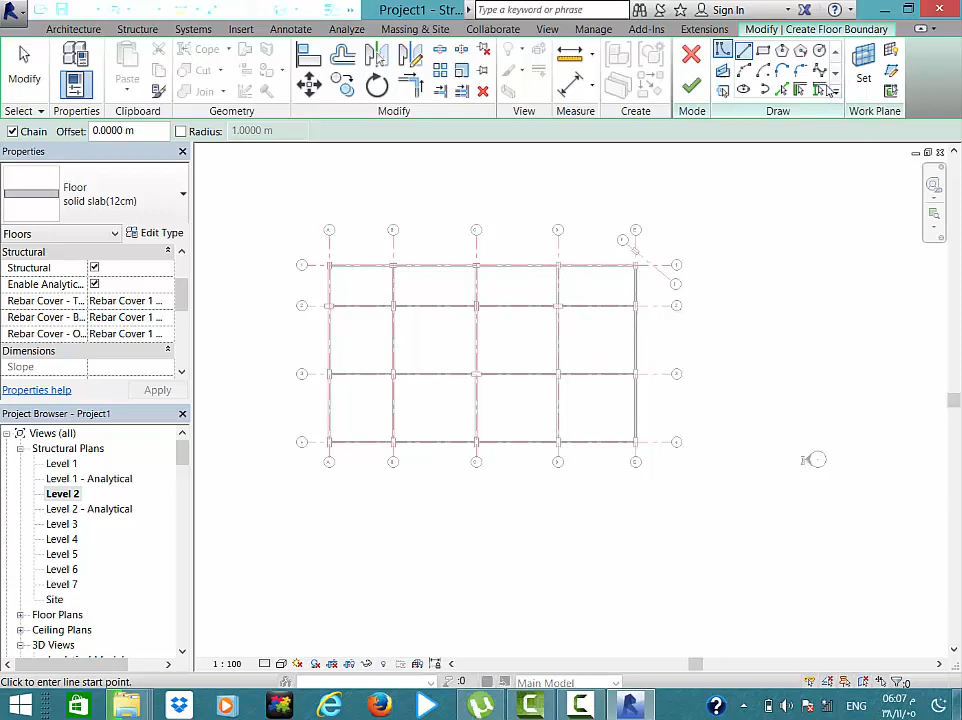 Project1 - Str...
Type a keyword or phrase
Sign In
Architecture Structure Systems Insert Annotate Analyze Massing & Site Collaborate View Manage Add-Ins Extensions Modify | Create Floor Boundary
Modify
Paste
Cope
Cut
Join
Set
Select Properties Clipboard Geometry Modify View Measure Create Mode Draw Work Plane
Chain Offset: 0.0000 m Radius: 1.0000 m
Properties
Floor
solid slab(12cm)
Floors Edit Type
Structural
Structural
Enable Analytic...
Rebar Cover - T... Rebar Cover 1 ...
Rebar Cover - B... Rebar Cover 1 ...
Rebar Cover - O... Rebar Cover 1 ...
Dimensions
Slope
Properties help Apply
Project Browser - Project1
Views (all)
Structural Plans
Level 1
Level 1 - Analytical
Level 2
Level 2 - Analytical
Level 3
Level 4
Level 5
Level 6
Level 7
Site
Floor Plans
Ceiling Plans
3D Views
1 : 100
Click to enter line start point.
:0
Main Model
:0
ENG
06:07 م
٣٨/١٠/٠٥